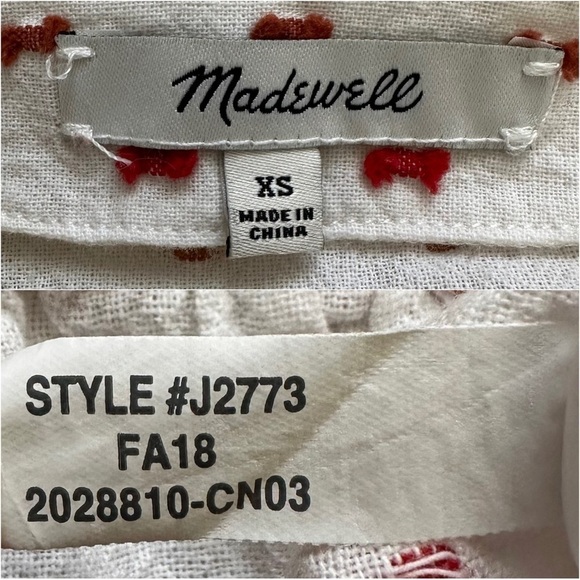 Madewell
XS
MADE IN
CHINA
STYLE #J2773
FA18
2028810-CN03